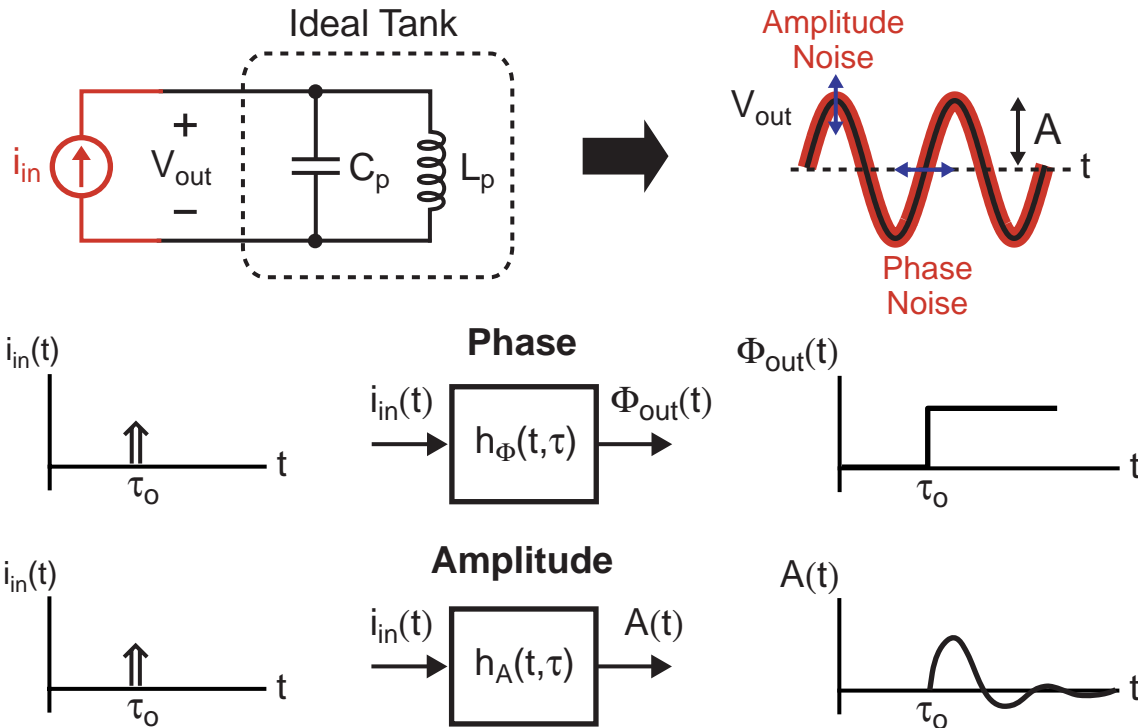 Ideal Tank
Amplitude
Noise
V_out
A
t
i_in
+
V_out
−
C_p
L_p
Phase
Noise
Phase
i_in(t)
t
τ_o
i_in(t)
h_Φ(t,τ)
Φ_out(t)
Φ_out(t)
t
τ_o
Amplitude
i_in(t)
t
τ_o
i_in(t)
h_A(t,τ)
A(t)
A(t)
t
τ_o